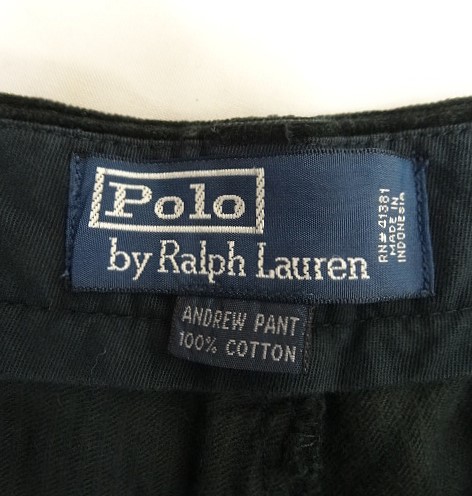 Polo
by Ralph Lauren
RN# 41381
MADE IN
INDONESIA
ANDREW PANT
100% COTTON